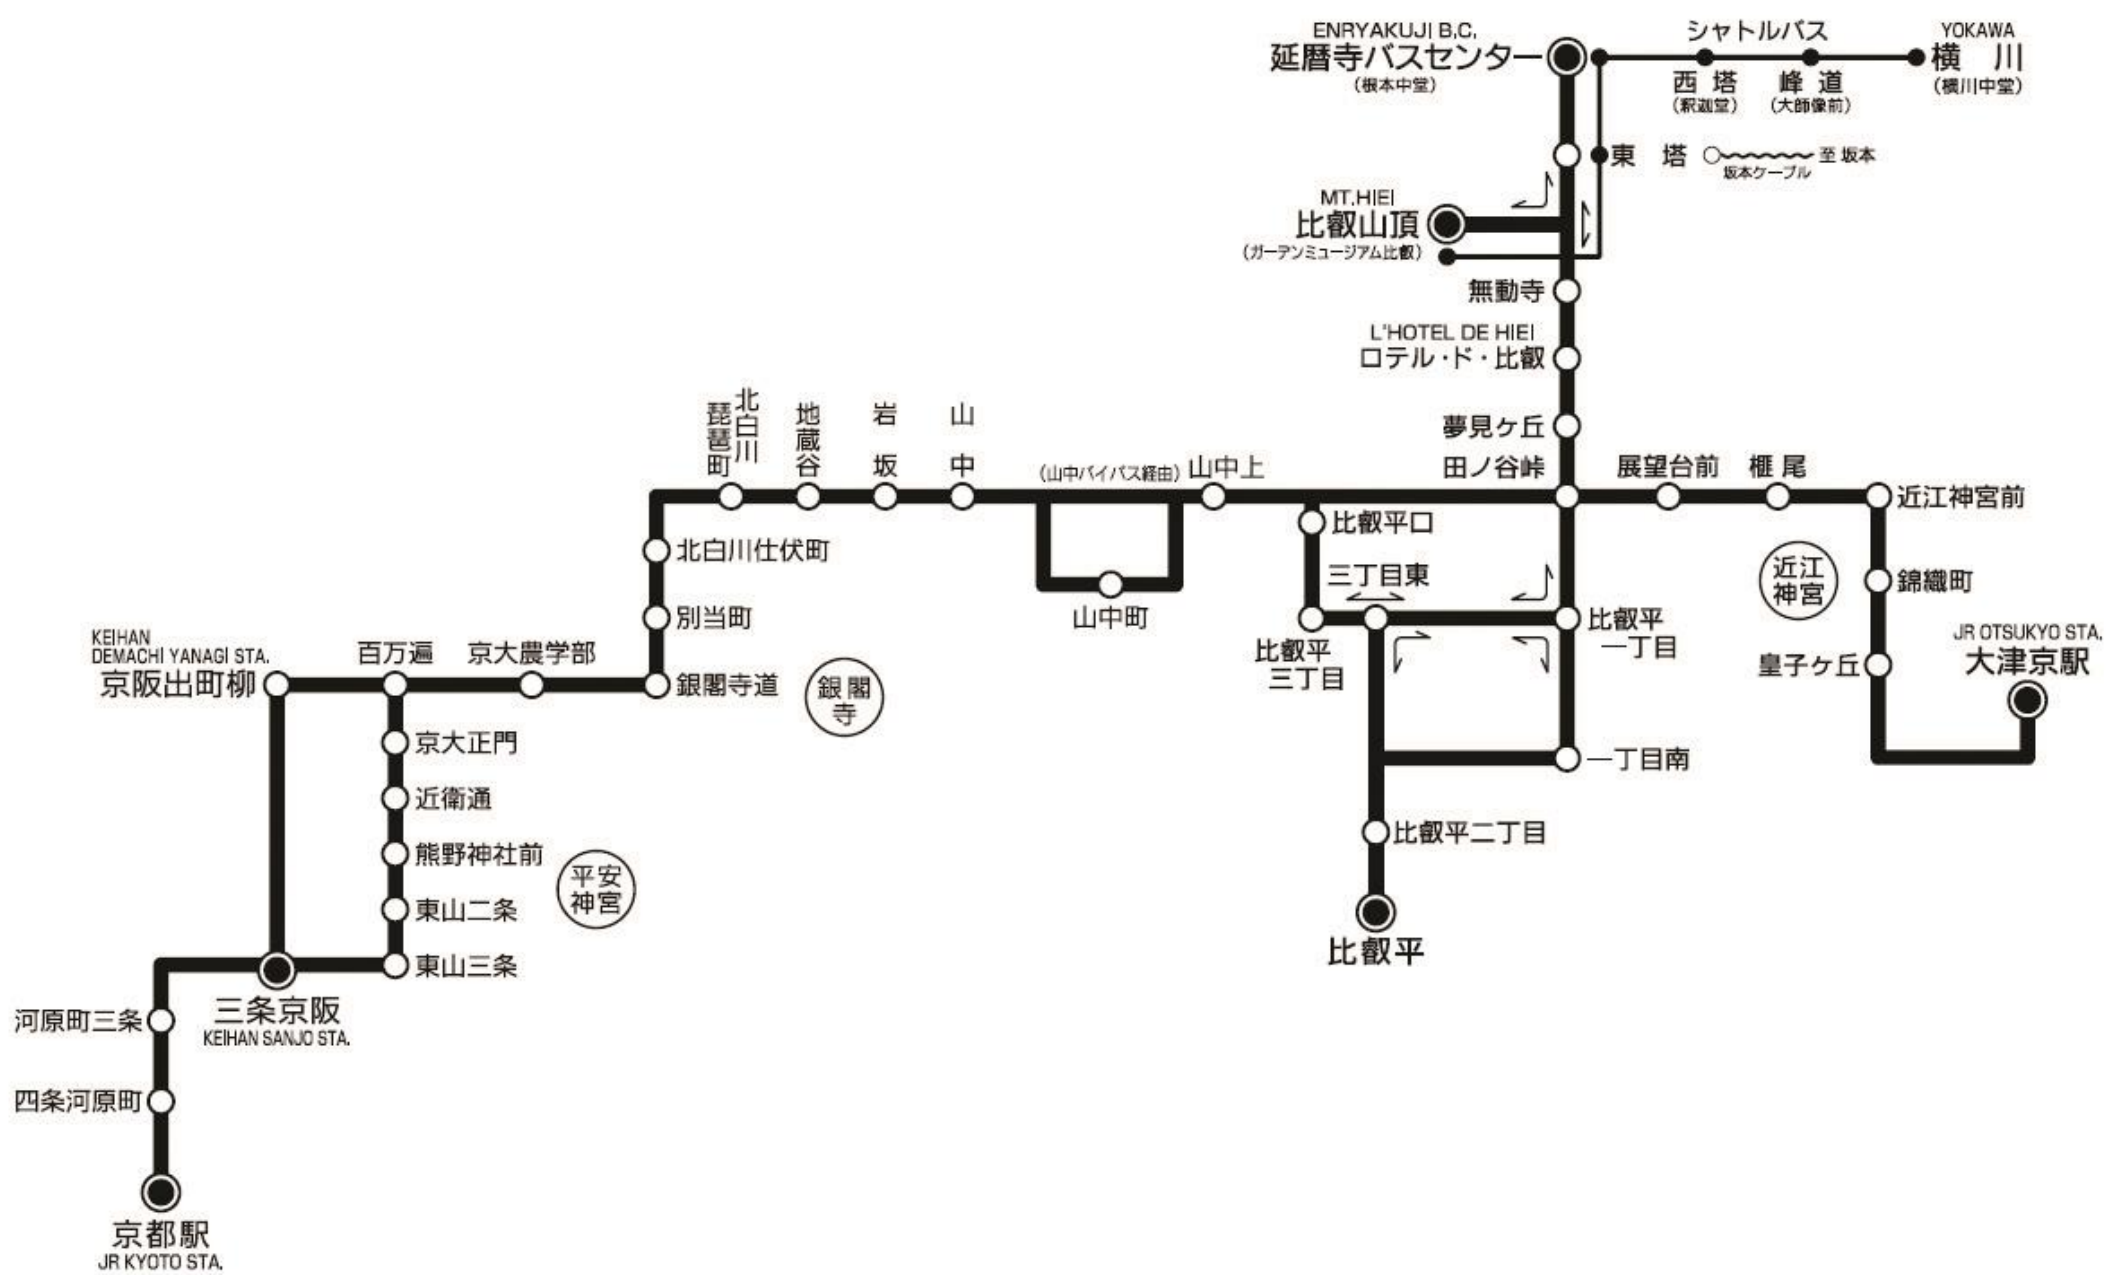 ENRYAKUJI B.C.
延暦寺バスセンター
(根本中堂)
シャトルバス
YOKAWA
横川
(横川中堂)
西塔
(釈迦堂)
峰道
(大師像前)
東塔
至 坂本
坂本ケーブル
MT.HIEI
比叡山頂
(ガーデンミュージアム比叡)
無動寺
L'HOTEL DE HIEI
ロテル・ド・比叡
夢見ヶ丘
田ノ谷峠
北白川
琵琶町
地蔵谷
岩坂
山中
(山中バイパス経由)
山中上
展望台前
榧尾
近江神宮前
比叡平口
北白川仕伏町
三丁目東
近江
神宮
錦織町
山中町
別当町
比叡平
三丁目
比叡平
一丁目
JR OTSUKYO STA.
大津京駅
皇子ヶ丘
KEIHAN
DEMACHI YANAGI STA.
京阪出町柳
百万遍
京大農学部
銀閣寺道
銀閣
寺
京大正門
一丁目南
近衛通
比叡平二丁目
熊野神社前
平安
神宮
東山二条
比叡平
東山三条
三条京阪
KEIHAN SANJO STA.
河原町三条
四条河原町
京都駅
JR KYOTO STA.